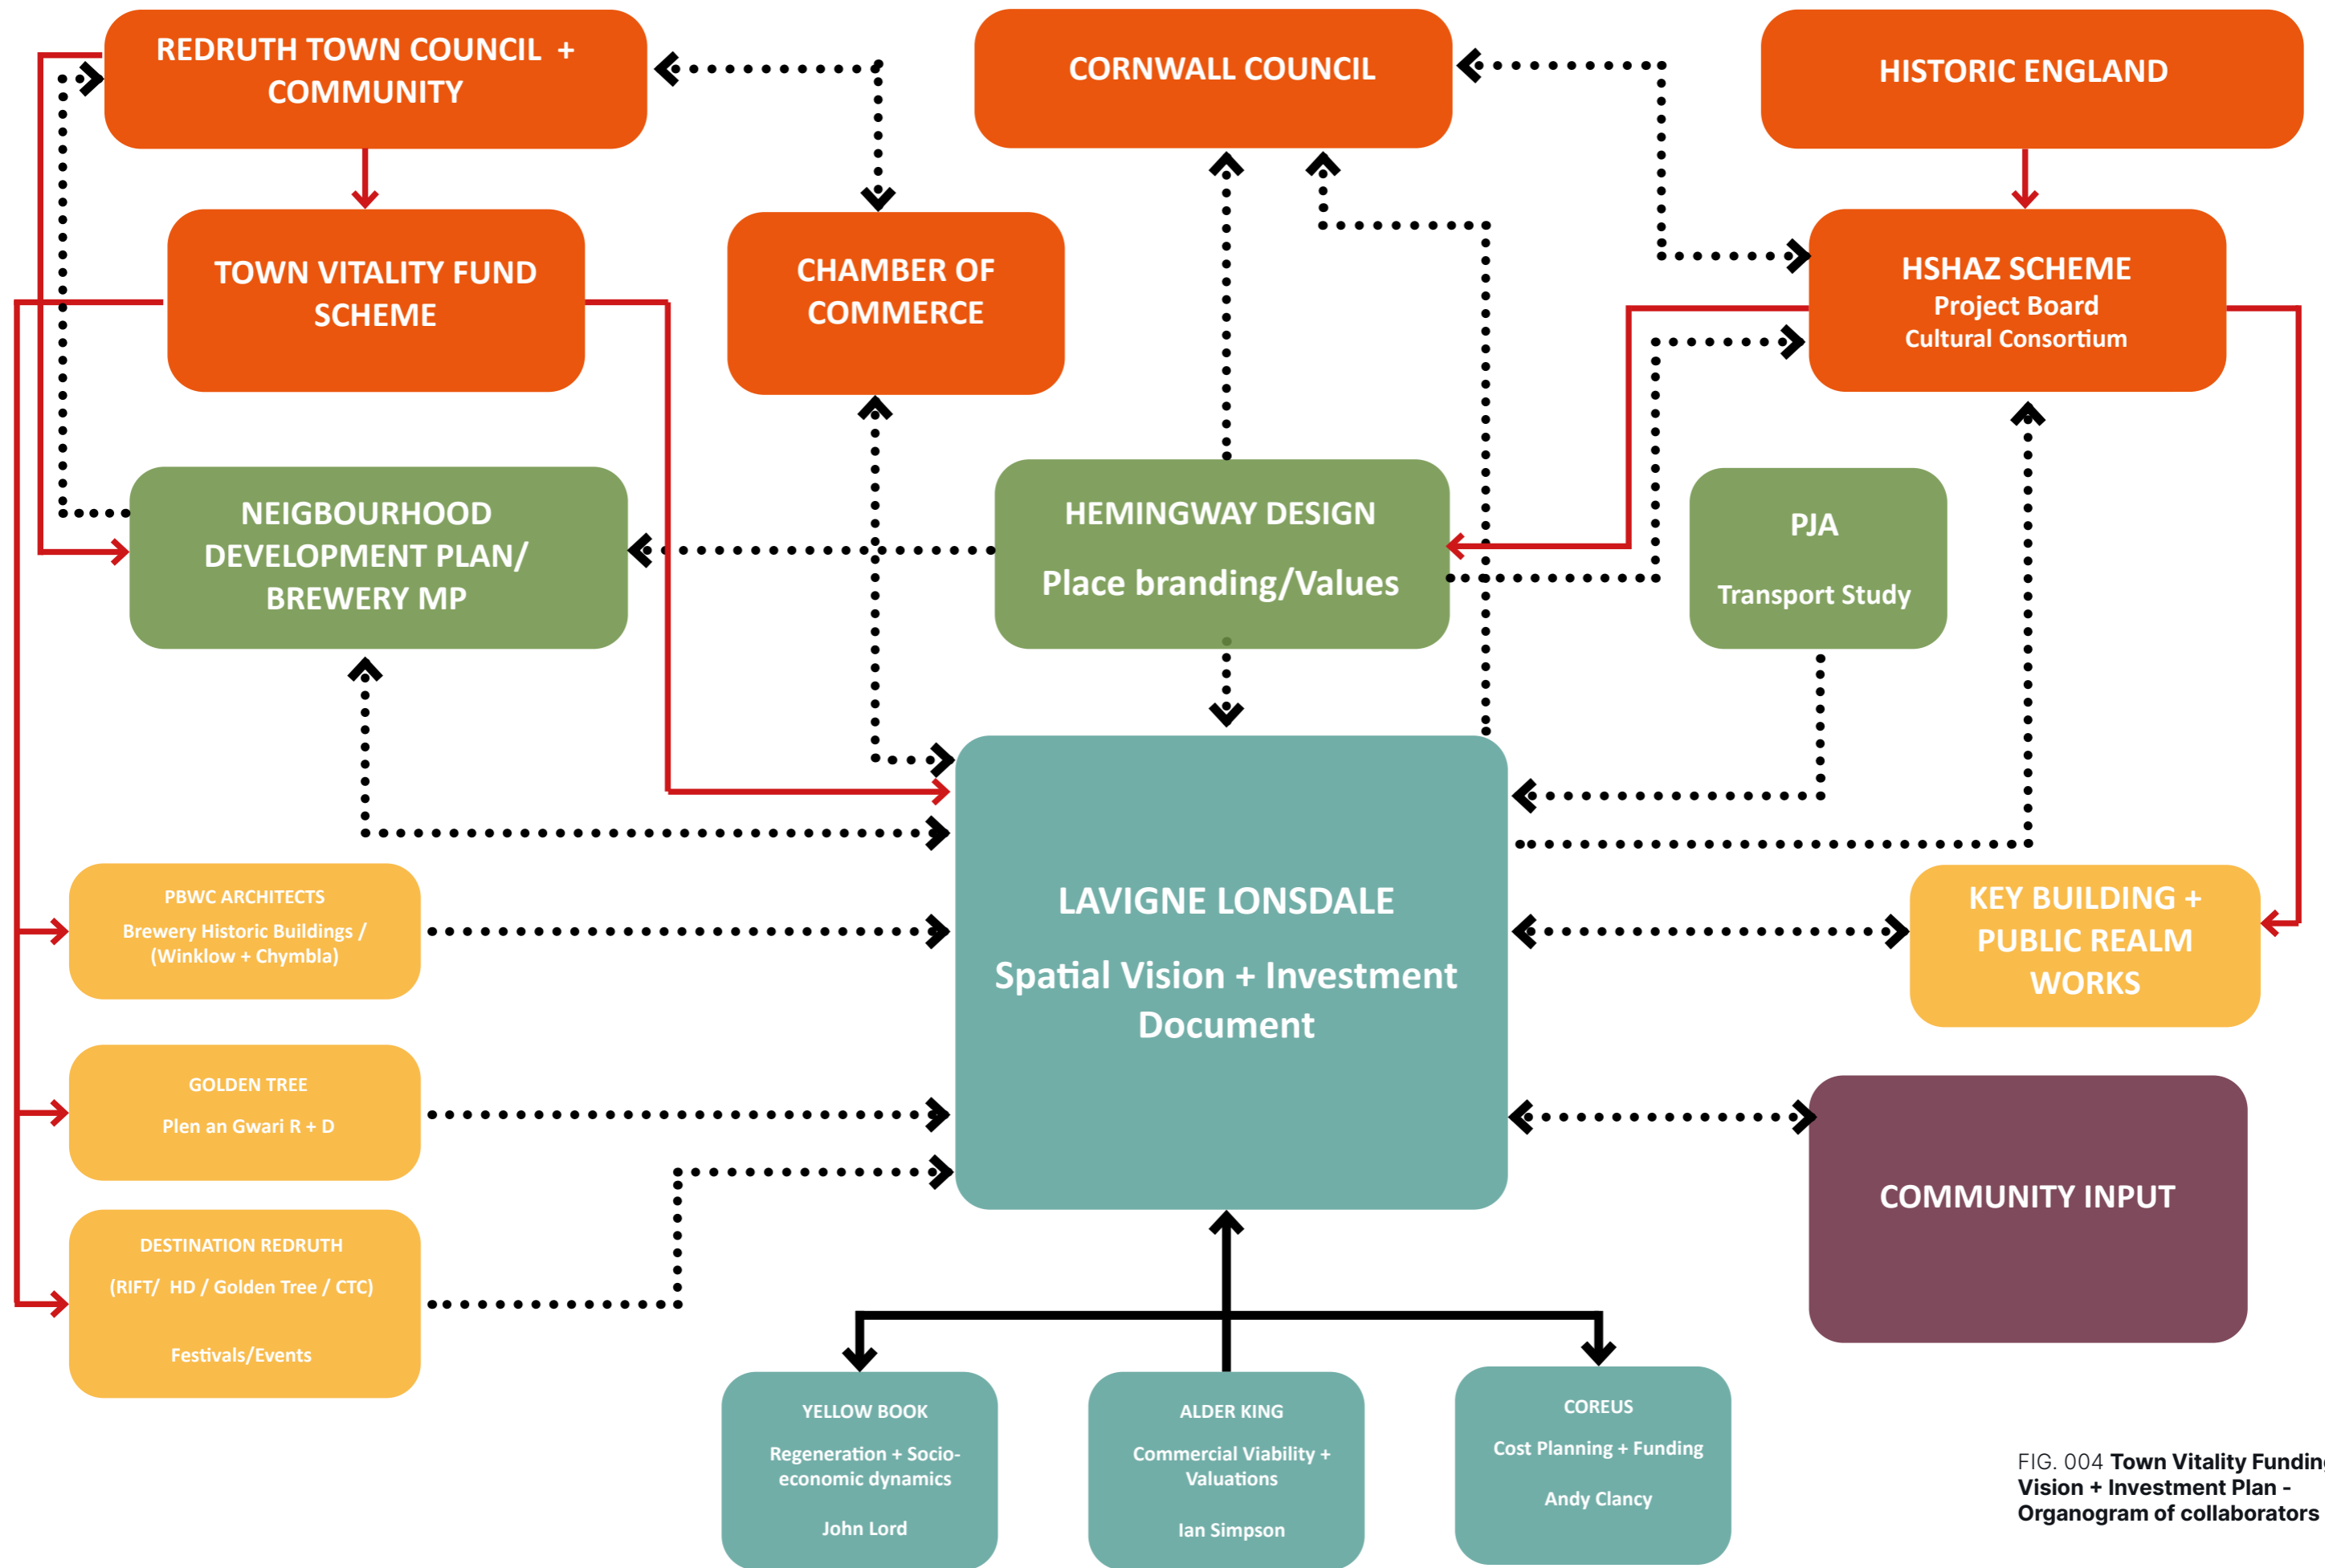 REDRUTH TOWN COUNCIL +
COMMUNITY
CORNWALL COUNCIL
HISTORIC ENGLAND
TOWN VITALITY FUND
SCHEME
CHAMBER OF
COMMERCE
HSHAZ SCHEME
Project Board
Cultural Consortium
NEIGBOURHOOD
DEVELOPMENT PLAN/
BREWERY MP
HEMINGWAY DESIGN
Place branding/Values
PJA
Transport Study
PBWC ARCHITECTS
Brewery Historic Buildings /
(Winklow + Chymbla)
LAVIGNE LONSDALE
Spatial Vision + Investment
Document
KEY BUILDING +
PUBLIC REALM
WORKS
GOLDEN TREE
Plen an Gwari R + D
COMMUNITY INPUT
DESTINATION REDRUTH
(RIFT/ HD / Golden Tree / CTC)
Festivals/Events
YELLOW BOOK
Regeneration + Socio-
economic dynamics
John Lord
ALDER KING
Commercial Viability +
Valuations
Ian Simpson
COREUS
Cost Planning + Funding
Andy Clancy
FIG. 004 Town Vitality Funding
Vision + Investment Plan -
Organogram of collaborators